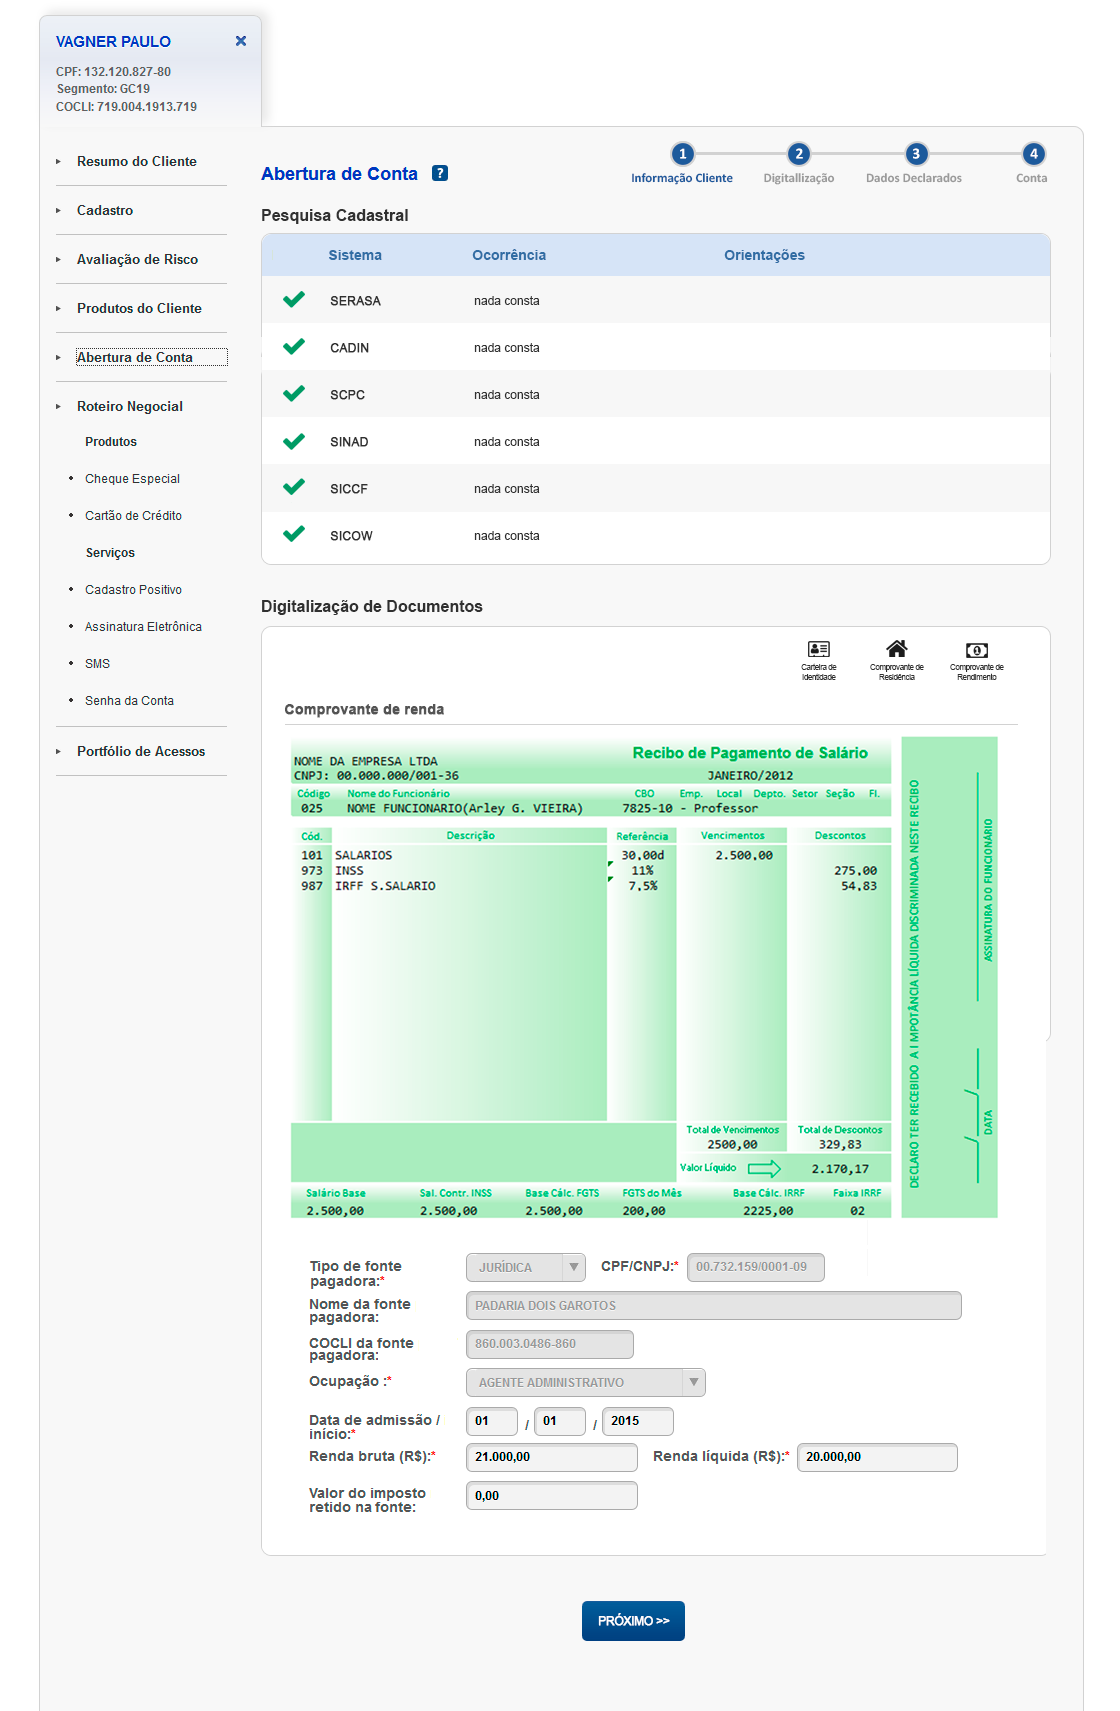 VAGNER PAULO
CPF: 132.120.827-80
Segmento: GC19
COCLI: 719.004.1913.719
Resumo do Cliente
Cadastro
Avaliação de Risco
Produtos do Cliente
Abertura de Conta
Roteiro Negocial
Produtos
Cheque Especial
Cartão de Crédito
Serviços
Cadastro Positivo
Assinatura Eletrônica
SMS
Senha da Conta
Portfólio de Acessos
Abertura de Conta ?
1 2 3 4
Informação Cliente Digitallização Dados Declarados Conta
Pesquisa Cadastral
Sistema Ocorrência Orientações
SERASA nada consta
CADIN nada consta
SCPC nada consta
SINAD nada consta
SICCF nada consta
SICOW nada consta
Digitalização de Documentos
Carteira de Identidade
Comprovante de Residência
Comprovante de Rendimento
Comprovante de renda
NOME DA EMPRESA LTDA
Recibo de Pagamento de Salário
CNPJ: 00.000.000/001-36 JANEIRO/2012
Código Nome do Funcionário CBO Emp. Local Depto. Setor Seção Fl.
025 NOME FUNCIONARIO(Arley G. VIEIRA) 7825-10 - Professor
Cód. Descrição Referência Vencimentos Descontos
101 SALARIOS 30,00d 2.500,00
973 INSS 11% 275,00
987 IRFF S.SALARIO 7,5% 54,83
Total de Vencimentos Total de Descontos
2500,00 329,83
Valor Líquido 2.170,17
Salário Base Sal. Contr. INSS Base Cálc. FGTS FGTS do Mês Base Cálc. IRRF Faixa IRRF
2.500,00 2.500,00 2.500,00 200,00 2225,00 02
DECLARO TER RECEBIDO A I MPOTÂNCIA LÍQUIDA DISCRIMINADA NESTE RECIBO
ASSINATURA DO FUNCIONÁRIO
DATA
Tipo de fonte pagadora:* JURÍDICA CPF/CNPJ:* 00.732.159/0001-09
Nome da fonte pagadora: PADARIA DOIS GAROTOS
COCLI da fonte pagadora: 860.003.0486-860
Ocupação :* AGENTE ADMINISTRATIVO
Data de admissão / início:* 01 / 01 / 2015
Renda bruta (R$):* 21.000,00 Renda líquida (R$):* 20.000,00
Valor do imposto retido na fonte: 0,00
PRÓXIMO >>